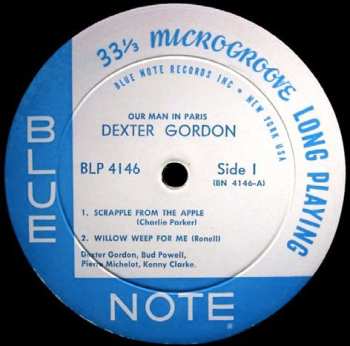 33⅓ MICROGROOVE LONG PLAYING
BLUE NOTE RECORDS INC • NEW YORK USA
OUR MAN IN PARIS
DEXTER GORDON
BLP 4146
Side 1
(BN 4146-A)
1. SCRAPPLE FROM THE APPLE
(Charlie Parker)
2. WILLOW WEEP FOR ME (Ronell)
Dexter Gordon, Bud Powell,
Pierre Michelot, Kenny Clarke.
BLUE
NOTE